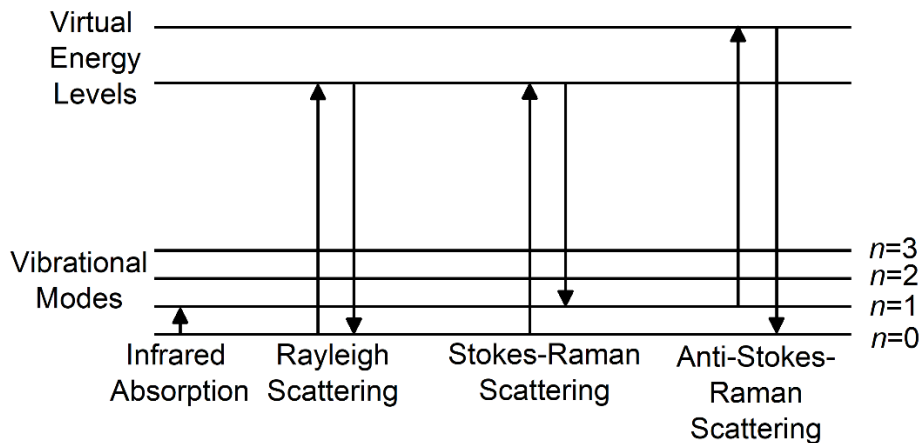 Virtual
Energy
Levels
Vibrational
Modes
n=3
n=2
n=1
n=0
Infrared
Absorption
Rayleigh
Scattering
Stokes-Raman
Scattering
Anti-Stokes-
Raman
Scattering